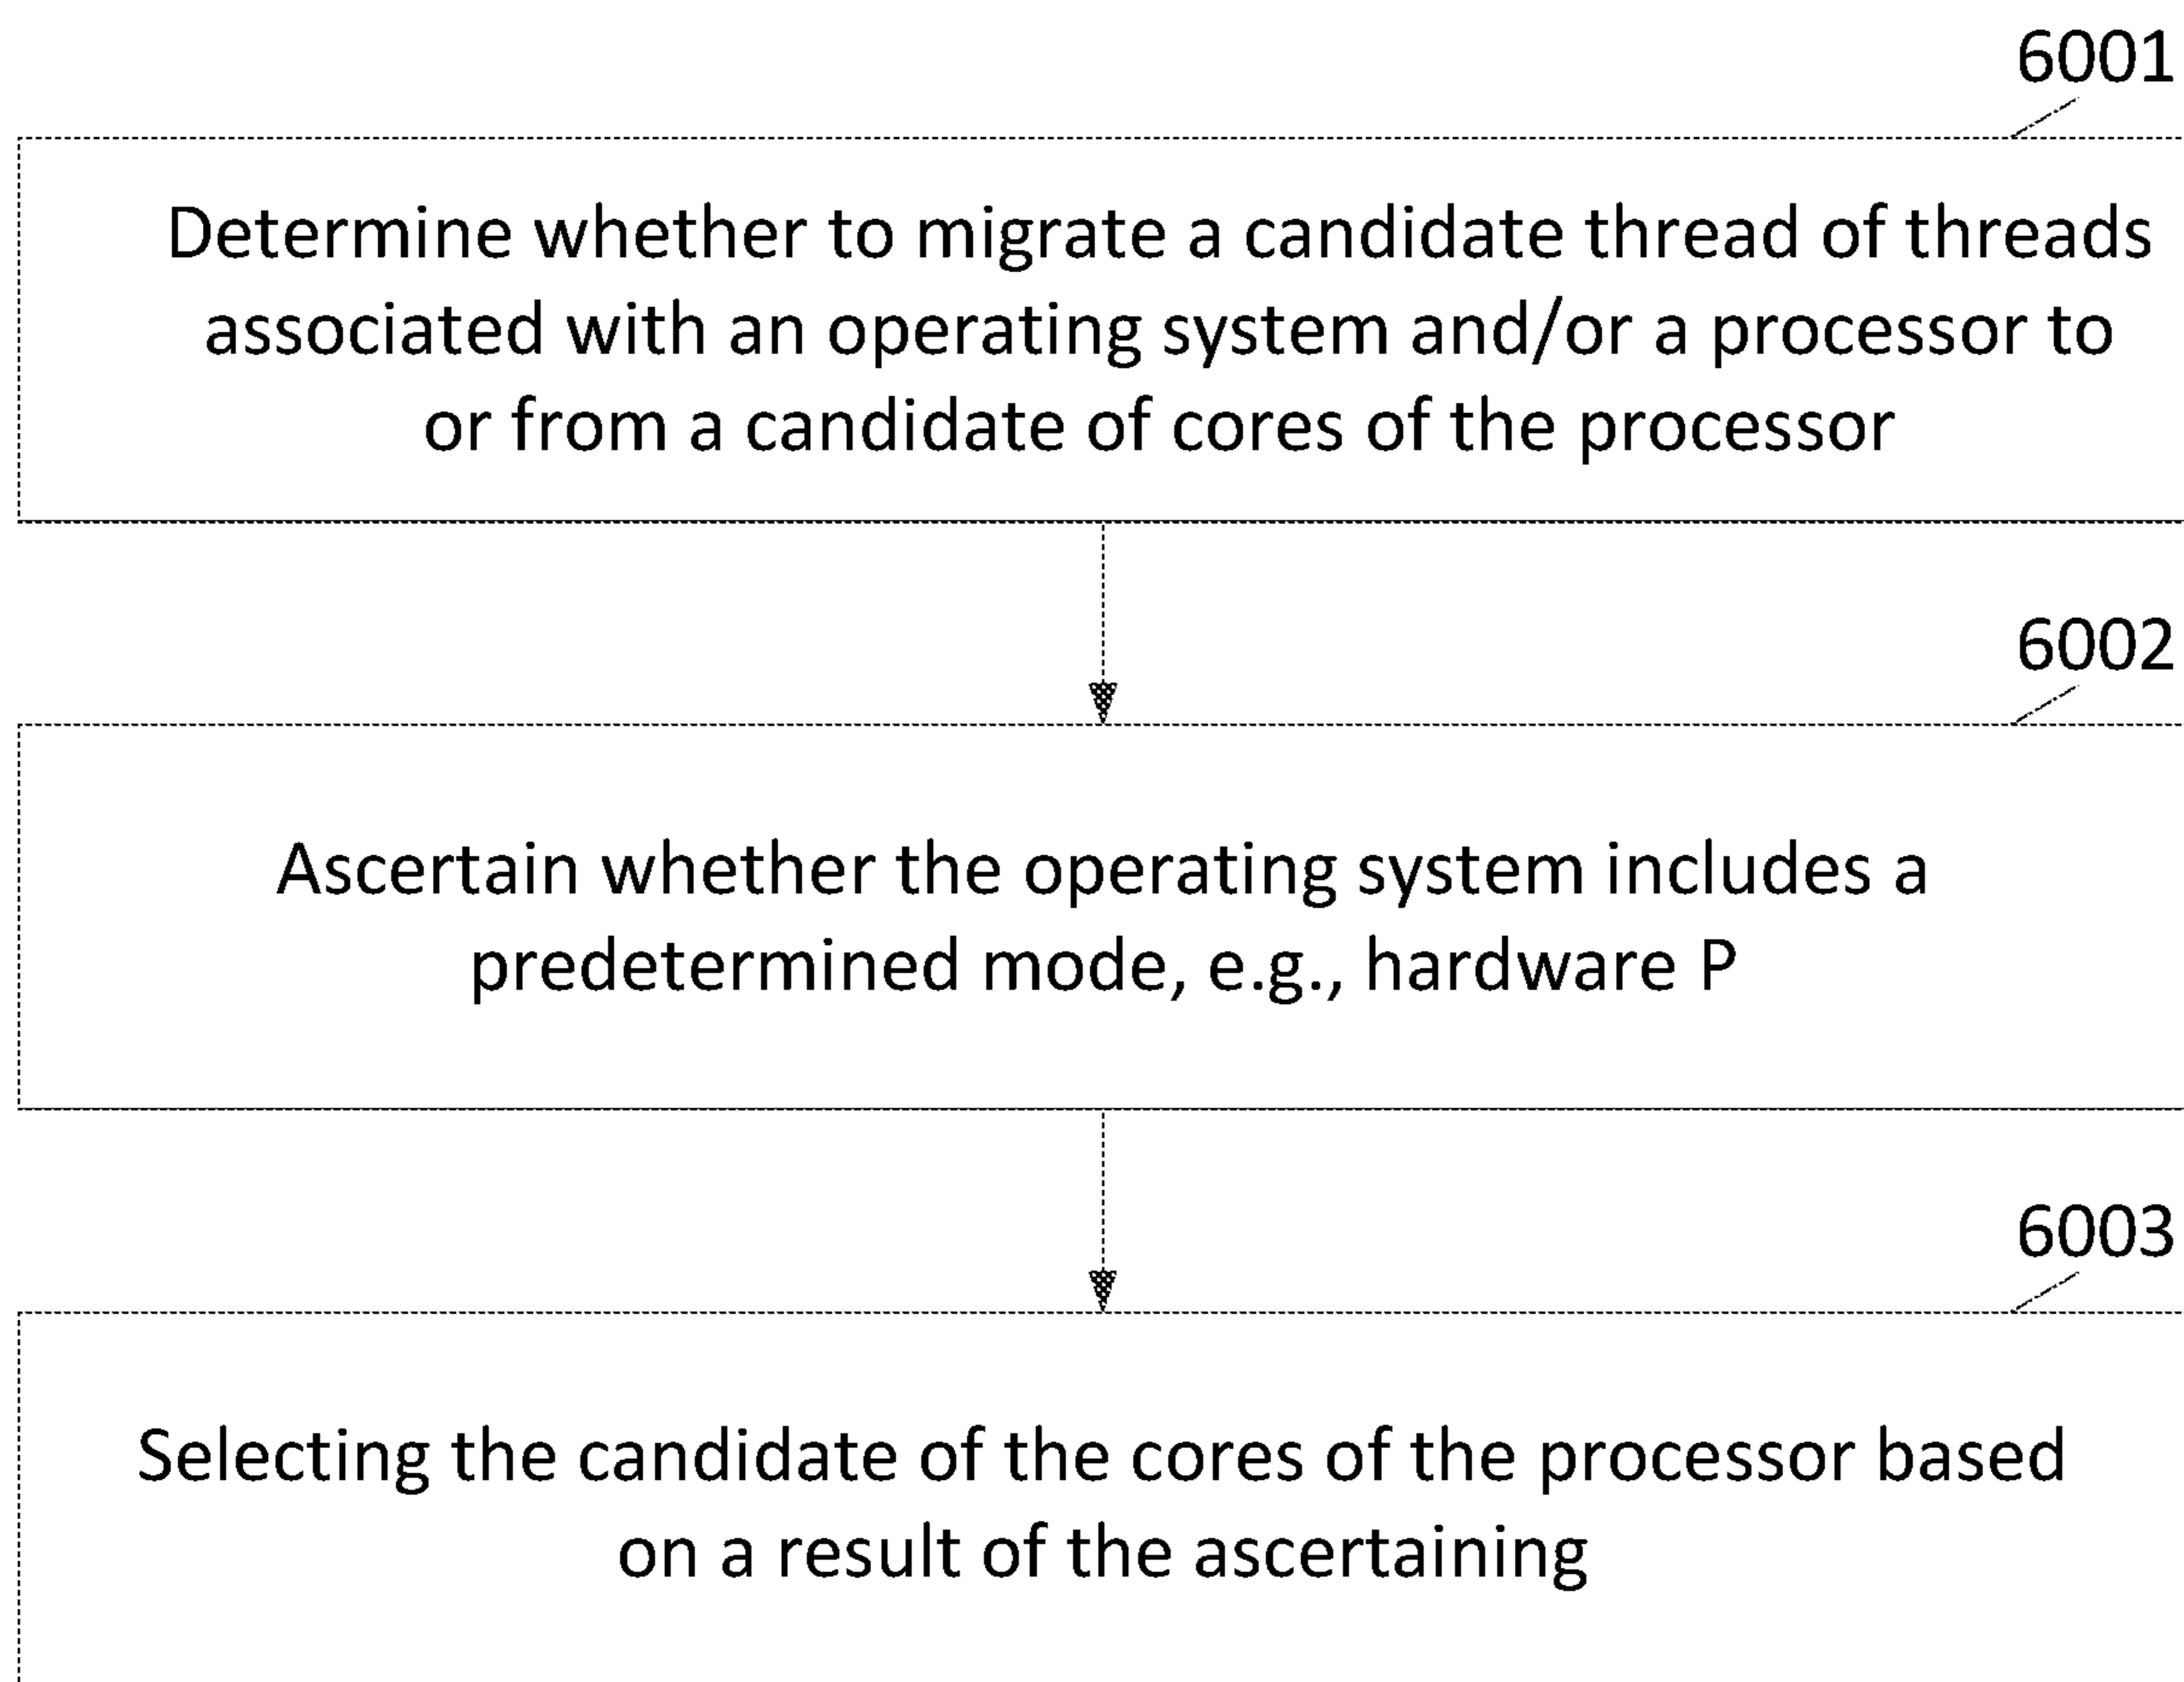 6001
Determine whether to migrate a candidate thread of threads
associated with an operating system and/or a processor to
or from a candidate of cores of the processor
6002
Ascertain whether the operating system includes a
predetermined mode, e.g., hardware P
6003
Selecting the candidate of the cores of the processor based
on a result of the ascertaining